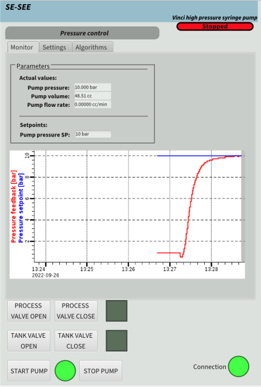 SE-SEE
Vinci high pressure syringe pump
Pressure control
Stopped
Monitor Settings Algorithms
Parameters
Actual values:
Pump pressure: 10.000 bar
Pump volume: 46.51 cc
Pump flow rate: 0.00000 cc/min
Setpoints:
Pump pressure SP: 10 bar
Pressure feedback [bar]
Pressure setpoint [bar]
13:24 13:25 13:26 13:27 13:28
2022-09-26
PROCESS VALVE OPEN
PROCESS VALVE CLOSE
TANK VALVE OPEN
TANK VALVE CLOSE
START PUMP
STOP PUMP
Connection